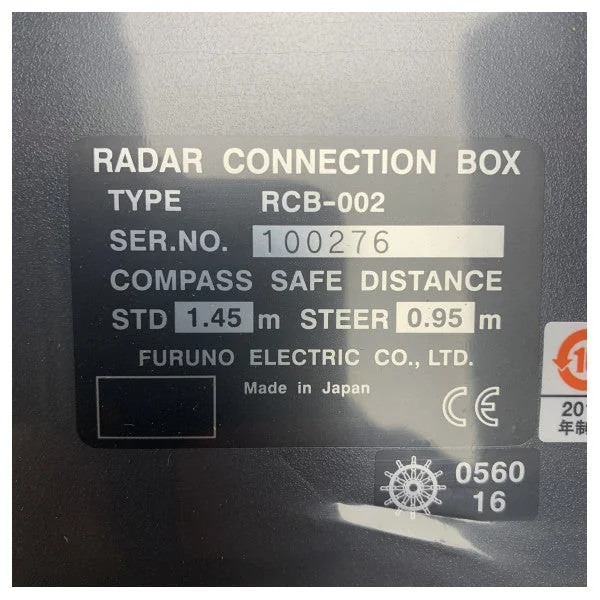 RADAR CONNECTION BOX
TYPE RCB-002
SER.NO. 100276
COMPASS SAFE DISTANCE
STD 1.45 m STEER 0.95 m
FURUNO ELECTRIC CO., LTD.
Made in Japan
CE
0560
16
年制